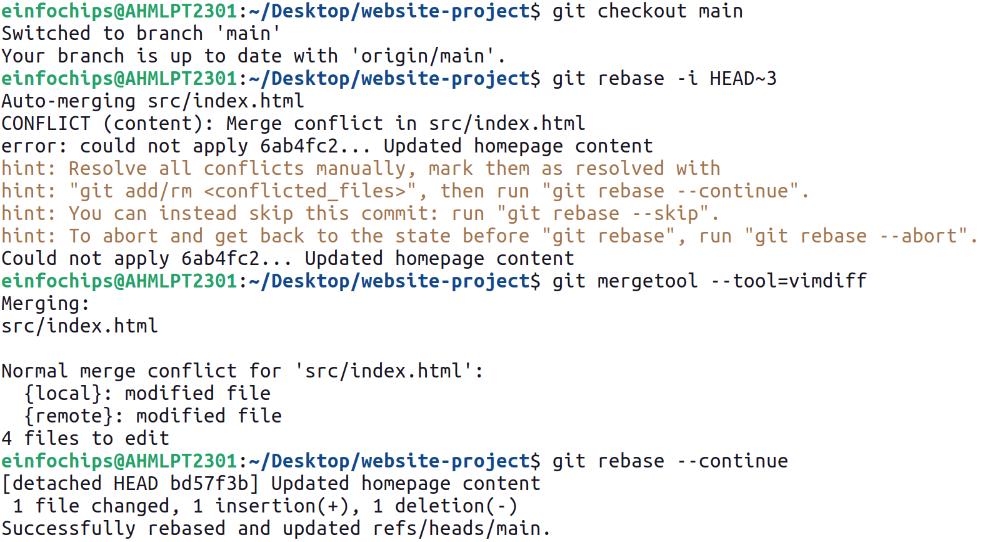 einfochips@AHMLPT2301:~/Desktop/website-project$ git checkout main
Switched to branch 'main'
Your branch is up to date with 'origin/main'.
einfochips@AHMLPT2301:~/Desktop/website-project$ git rebase -i HEAD~3
Auto-merging src/index.html
CONFLICT (content): Merge conflict in src/index.html
error: could not apply 6ab4fc2... Updated homepage content
hint: Resolve all conflicts manually, mark them as resolved with
hint: "git add/rm <conflicted_files>", then run "git rebase --continue".
hint: You can instead skip this commit: run "git rebase --skip".
hint: To abort and get back to the state before "git rebase", run "git rebase --abort".
Could not apply 6ab4fc2... Updated homepage content
einfochips@AHMLPT2301:~/Desktop/website-project$ git mergetool --tool=vimdiff
Merging:
src/index.html

Normal merge conflict for 'src/index.html':
  {local}: modified file
  {remote}: modified file
4 files to edit
einfochips@AHMLPT2301:~/Desktop/website-project$ git rebase --continue
[detached HEAD bd57f3b] Updated homepage content
 1 file changed, 1 insertion(+), 1 deletion(-)
Successfully rebased and updated refs/heads/main.